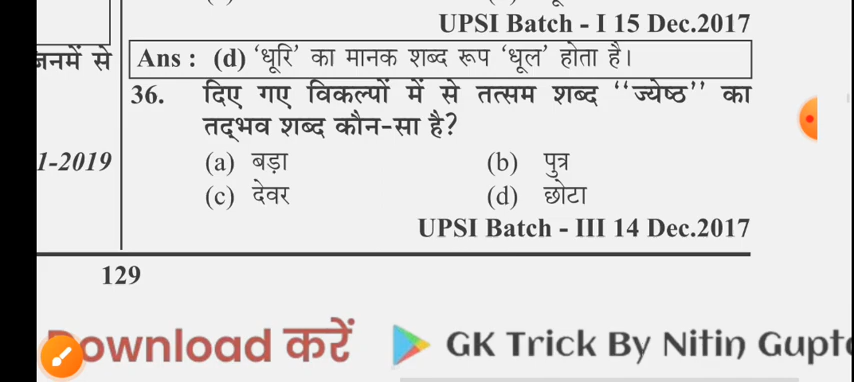 UPSI Batch - I 15 Dec.2017
जनमें से
Ans : (d) ‘धूरि’ का मानक शब्द रूप ‘धूल’ होता है।
36. दिए गए विकल्पों में से तत्सम शब्द ‘‘ज्येष्ठ’’ का
तद्भव शब्द कौन-सा है?
1-2019
(a) बड़ा (b) पुत्र
(c) देवर (d) छोटा
UPSI Batch - III 14 Dec.2017
129
Download करें GK Trick By Nitin Gupt